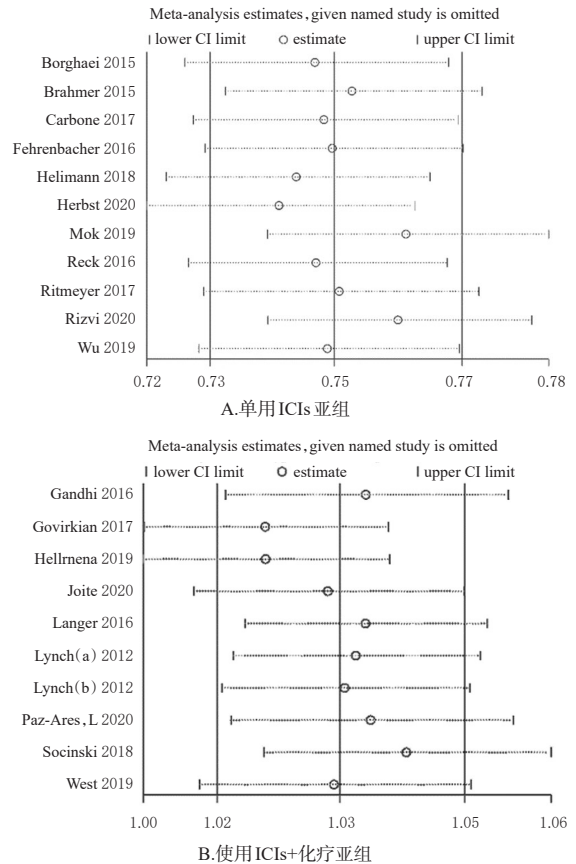 Meta-analysis estimates, given named study is omitted
lower CI limit estimate upper CI limit
Borghaei 2015
Brahmer 2015
Carbone 2017
Fehrenbacher 2016
Helimann 2018
Herbst 2020
Mok 2019
Reck 2016
Ritmeyer 2017
Rizvi 2020
Wu 2019
0.72 0.73 0.75 0.77 0.78
A.单用ICIs亚组
Meta-analysis estimates, given named study is omitted
lower CI limit estimate upper CI limit
Gandhi 2016
Govirkian 2017
Hellrnena 2019
Joite 2020
Langer 2016
Lynch(a) 2012
Lynch(b) 2012
Paz-Ares, L 2020
Socinski 2018
West 2019
1.00 1.02 1.03 1.05 1.06
B.使用ICIs+化疗亚组